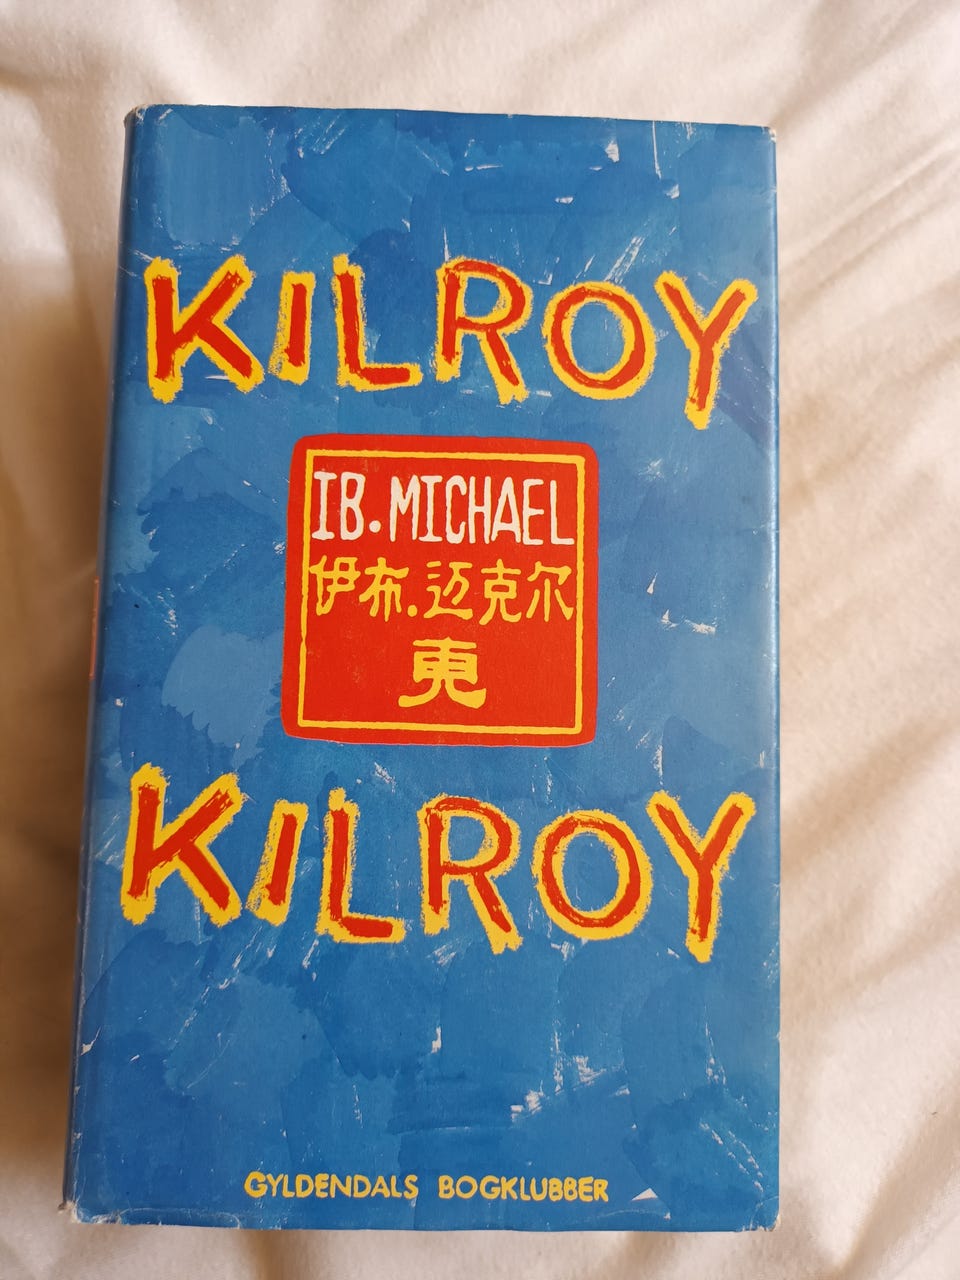 KILROY
IB. MICHAEL
伊布.迈克尔
KILROY
GYLDENDALS BOGKLUBBER